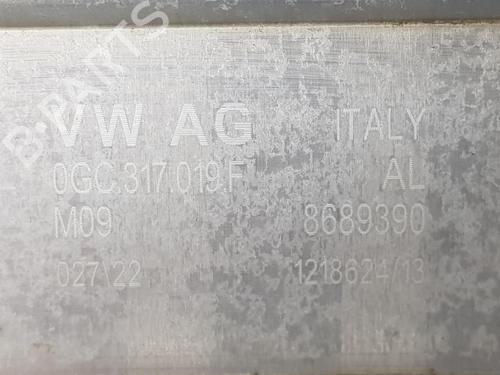 B-PARTS
VW AG ITALY
0GC.317.019.F AL
M09 8689390
027\22 1218624/13